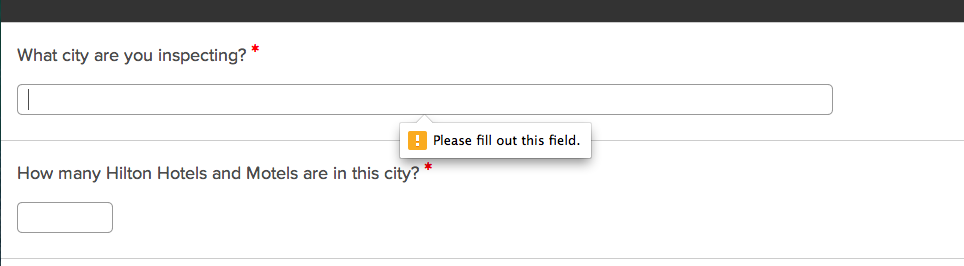 What city are you inspecting? *
Please fill out this field.
How many Hilton Hotels and Motels are in this city? *